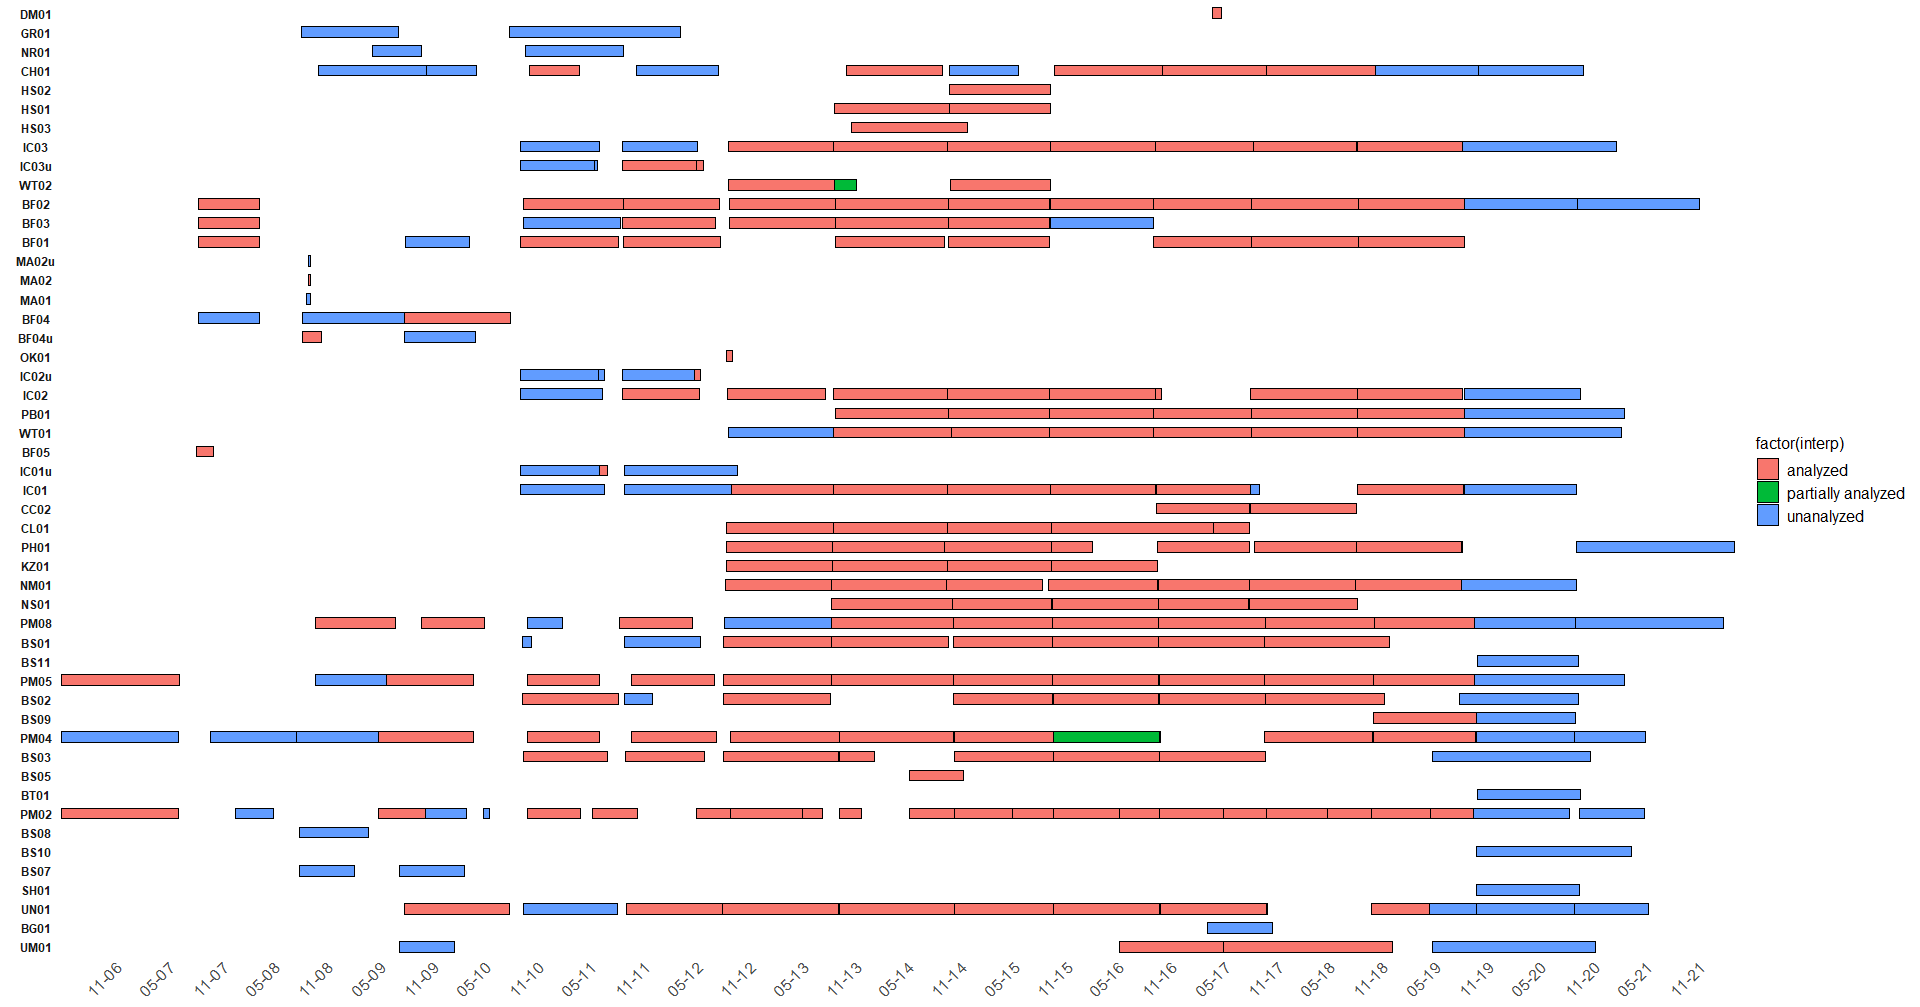 DM01
GR01
NR01
CH01
HS02
HS01
HS03
IC03
IC03u
WT02
BF02
BF03
BF01
MA02u
MA02
MA01
BF04
BF04u
OK01
IC02u
IC02
PB01
WT01
BF05
IC01u
IC01
CC02
CL01
PH01
KZ01
NM01
NS01
PM08
BS01
BS11
PM05
BS02
BS09
PM04
BS03
BS05
BT01
PM02
BS08
BS10
BS07
SH01
UN01
BG01
UM01
11-06 05-07 11-07 05-08 11-08 05-09 11-09 05-10 11-10 05-11 11-11 05-12 11-12 05-13 11-13 05-14 11-14 05-15 11-15 05-16 11-16 05-17 11-17 05-18 11-18 05-19 11-19 05-20 11-20 05-21 11-21
factor(interp)
analyzed
partially analyzed
unanalyzed